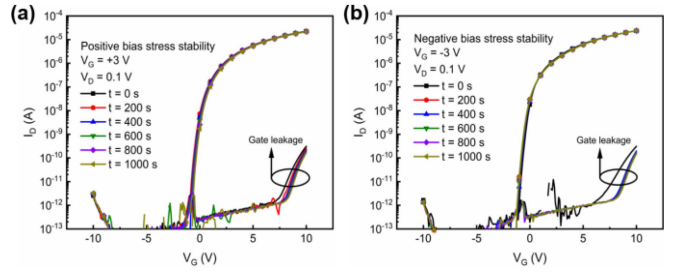 (a)
Positive bias stress stability
V_G = +3 V
V_D = 0.1 V
t = 0 s
t = 200 s
t = 400 s
t = 600 s
t = 800 s
t = 1000 s
Gate leakage
I_D (A)
10^-4
10^-5
10^-6
10^-7
10^-8
10^-9
10^-10
10^-11
10^-12
10^-13
-10 -5 0 5 10
V_G (V)
(b)
Negative bias stress stability
V_G = -3 V
V_D = 0.1 V
t = 0 s
t = 200 s
t = 400 s
t = 600 s
t = 800 s
t = 1000 s
Gate leakage
I_D (A)
10^-4
10^-5
10^-6
10^-7
10^-8
10^-9
10^-10
10^-11
10^-12
10^-13
-10 -5 0 5 10
V_G (V)